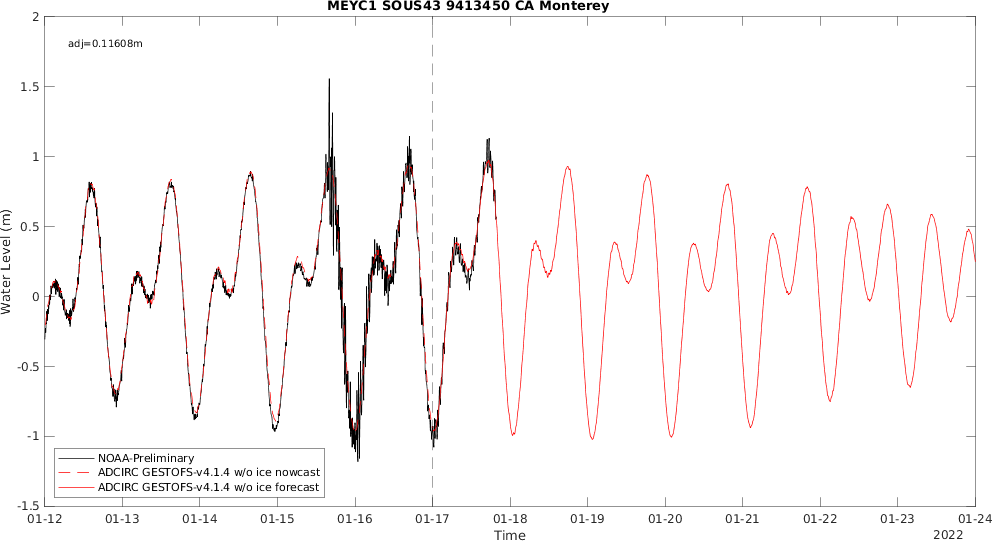 MEYC1 SOUS43 9413450 CA Monterey
adj=0.11608m
2
1.5
1
0.5
0
-0.5
-1
-1.5
Water Level (m)
NOAA-Preliminary
ADCIRC GESTOFS-v4.1.4 w/o ice nowcast
ADCIRC GESTOFS-v4.1.4 w/o ice forecast
01-12 01-13 01-14 01-15 01-16 01-17 01-18 01-19 01-20 01-21 01-22 01-23 01-24
Time
2022